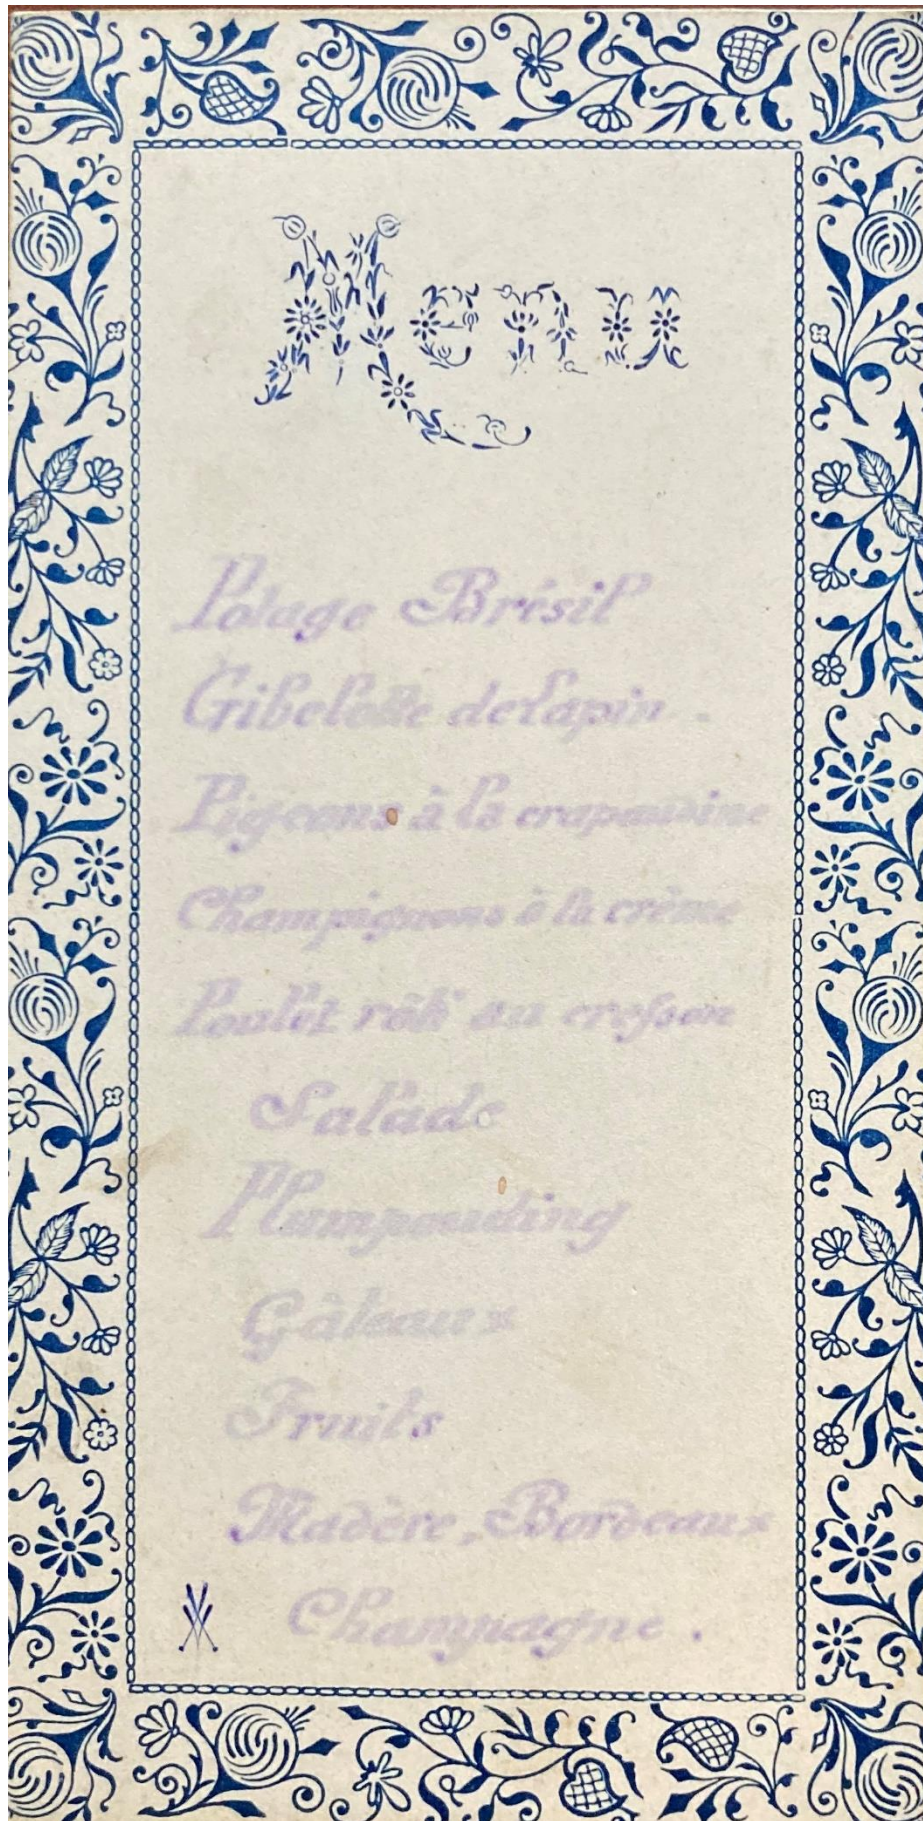 Menu
Potage Brésil
Gibelotte de lapin
Pigeons à la crapaudine
Champignons à la crème
Poulet rôti au cresson
Salade
Plumpouding
Gâteaux
Fruits
Madère, Bordeaux
Champagne.